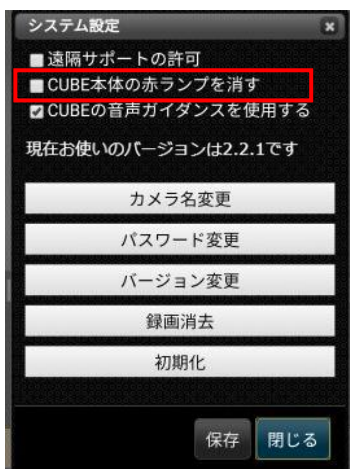 システム設定
遠隔サポートの許可
CUBE本体の赤ランプを消す
CUBEの音声ガイダンスを使用する
現在お使いのバージョンは2.2.1です
カメラ名変更
パスワード変更
バージョン変更
録画消去
初期化
保存 閉じる